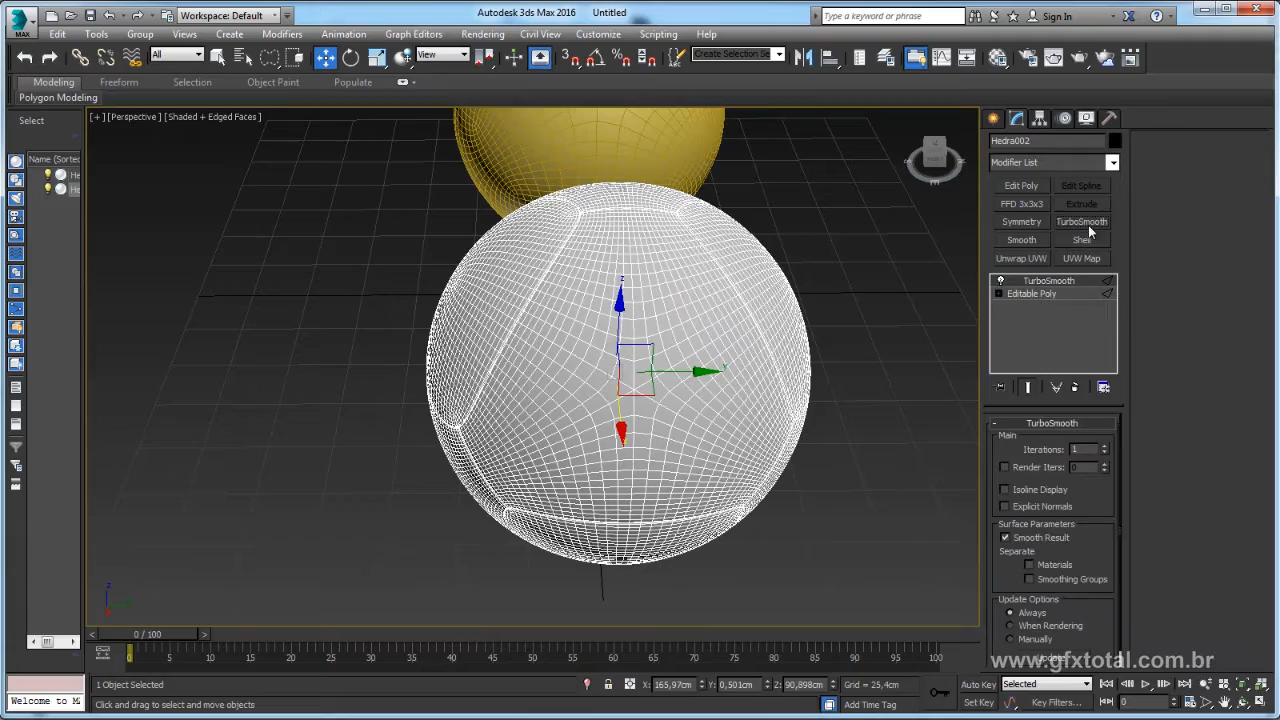 Workspace: Default
Autodesk 3ds Max 2016 Untitled
Type a keyword or phrase
Sign In
MAX
Edit Tools Group Views Create Modifiers Animation Graph Editors Rendering Civil View Customize Scripting Help
All
View
Create Selection Se
Modeling Freeform Selection Object Paint Populate
Polygon Modeling
Select
[+] [Perspective] [Shaded + Edged Faces]
Name (Sorted
He
He
Hedra002
Modifier List
Edit Poly Edit Spline
FFD 3x3x3 Extrude
Symmetry TurboSmooth
Smooth Shell
Unwrap UVW UVW Map
TurboSmooth
Editable Poly
TurboSmooth
Main
Iterations: 1
Render Iters: 0
Isoline Display
Explicit Normals
Surface Parameters
Smooth Result
Separate
Materials
Smoothing Groups
Update Options
Always
When Rendering
Manually
z
z
0 / 100
0 5 10 15 20 25 30 35 40 45 50 55 60 65 70 75 80 85 90 95 100
www.gfxtotal.com.br
1 Object Selected
X: 165,97cm Y: 0,501cm Z: 90,898cm Grid = 25,4cm
Auto Key Selected
Welcome to M
Click and drag to select and move objects
Add Time Tag
Set Key Key Filters...
0